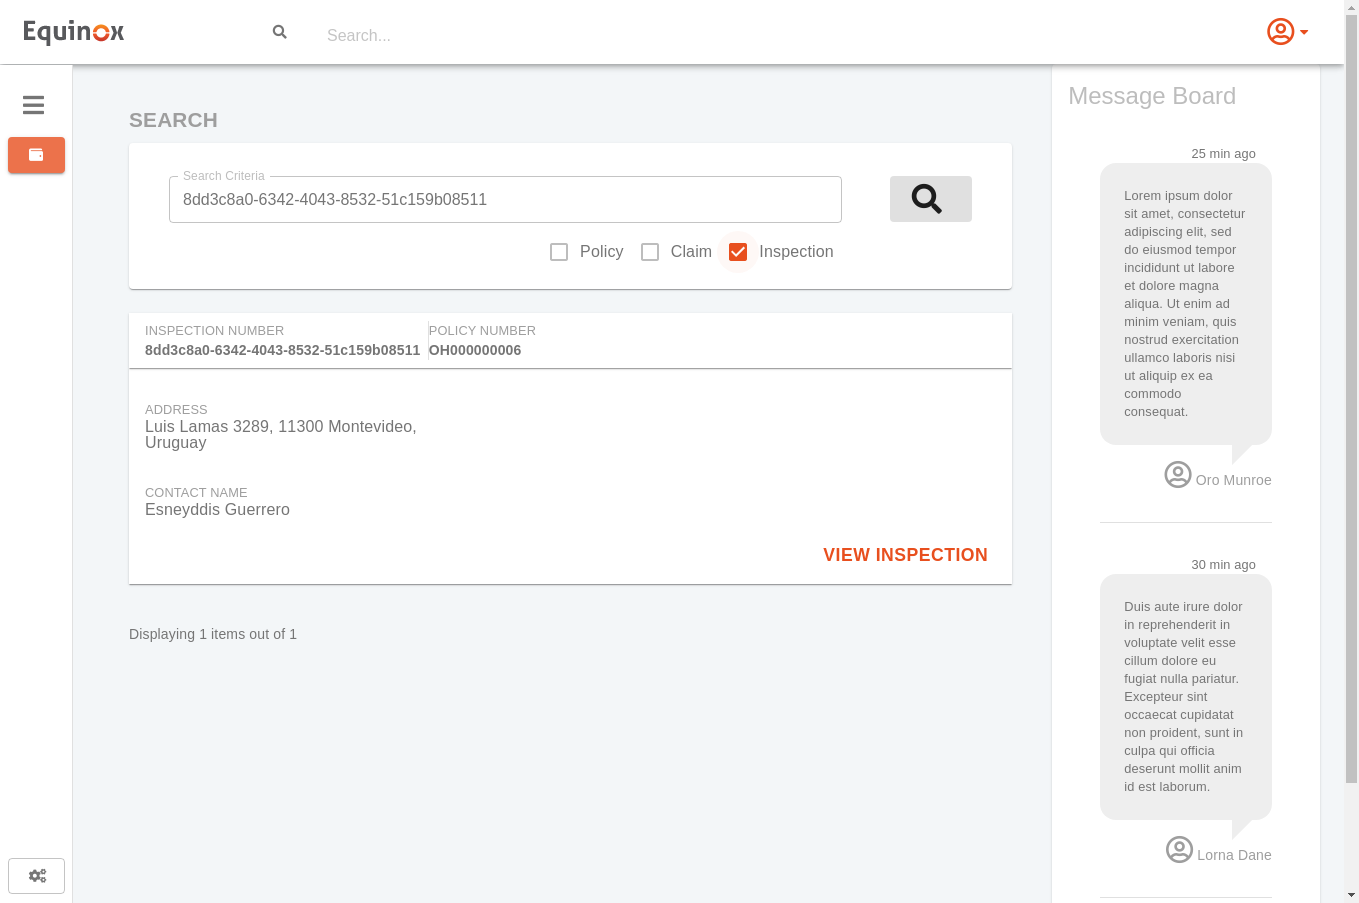 Equinox
Search...
Message Board
SEARCH
Search Criteria
8dd3c8a0-6342-4043-8532-51c159b08511
Policy
Claim
Inspection
INSPECTION NUMBER
8dd3c8a0-6342-4043-8532-51c159b08511
POLICY NUMBER
OH000000006
ADDRESS
Luis Lamas 3289, 11300 Montevideo,
Uruguay
CONTACT NAME
Esneyddis Guerrero
VIEW INSPECTION
Displaying 1 items out of 1
25 min ago
Lorem ipsum dolor
sit amet, consectetur
adipiscing elit, sed
do eiusmod tempor
incididunt ut labore
et dolore magna
aliqua. Ut enim ad
minim veniam, quis
nostrud exercitation
ullamco laboris nisi
ut aliquip ex ea
commodo
consequat.
Oro Munroe
30 min ago
Duis aute irure dolor
in reprehenderit in
voluptate velit esse
cillum dolore eu
fugiat nulla pariatur.
Excepteur sint
occaecat cupidatat
non proident, sunt in
culpa qui officia
deserunt mollit anim
id est laborum.
Lorna Dane